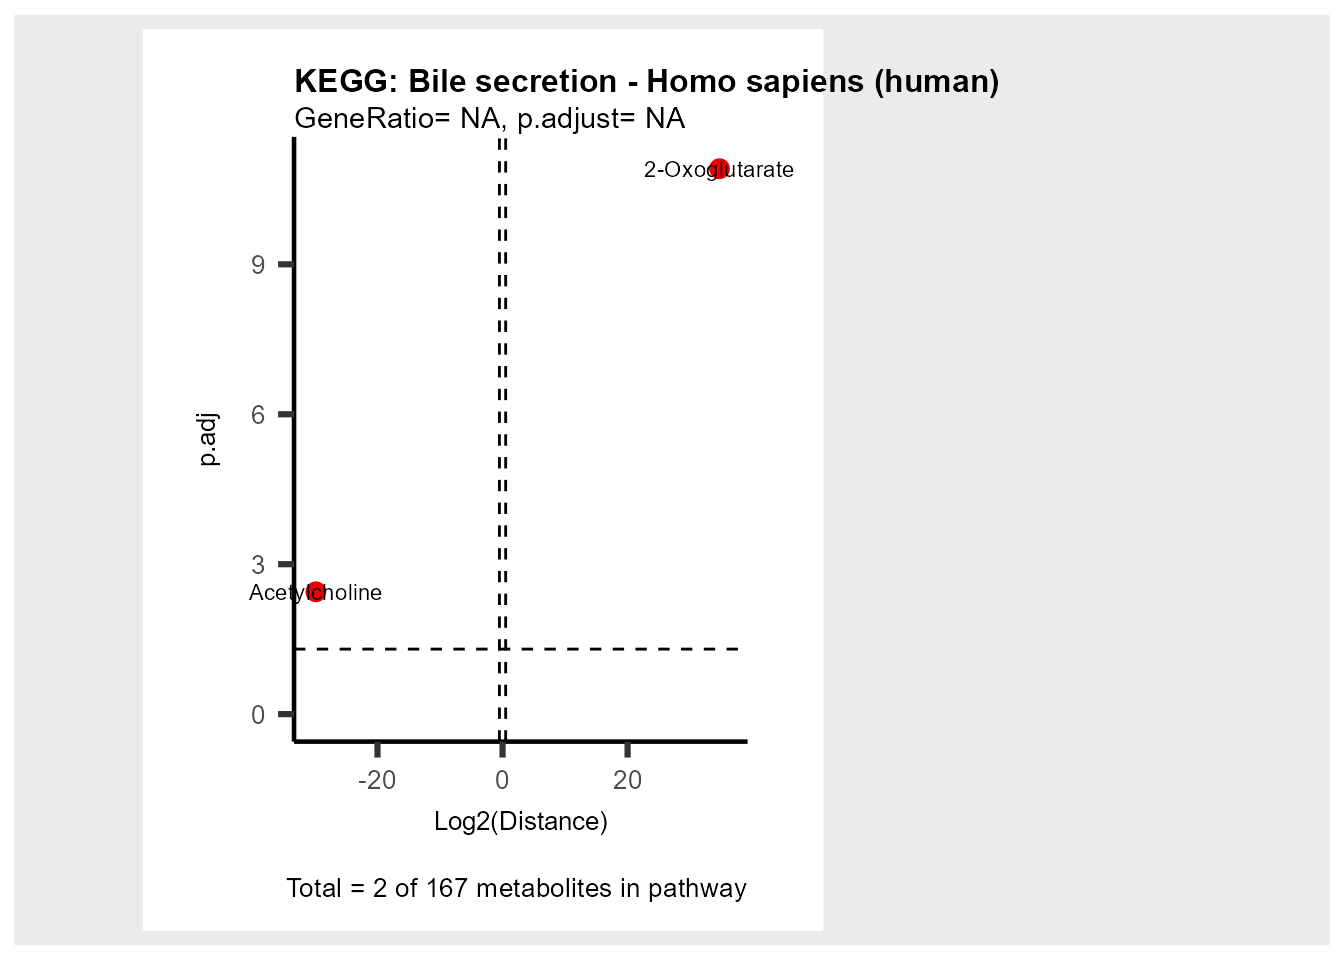 KEGG: Bile secretion - Homo sapiens (human)
GeneRatio= NA, p.adjust= NA
2-Oxoglutarate
9
6
p.adj
3
Acetylcholine
0
-20 0 20
Log2(Distance)
Total = 2 of 167 metabolites in pathway